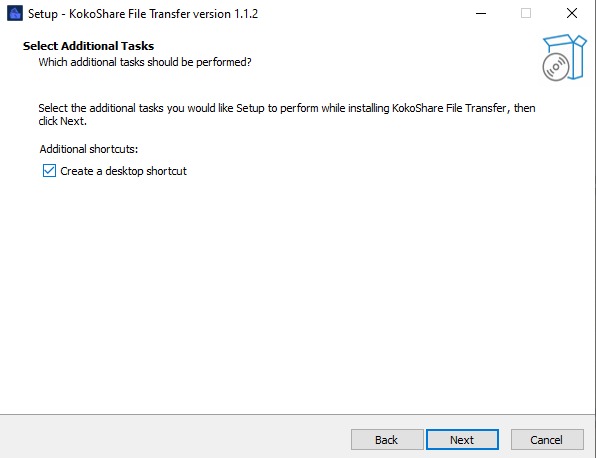 Setup - KokoShare File Transfer version 1.1.2
Select Additional Tasks
Which additional tasks should be performed?
Select the additional tasks you would like Setup to perform while installing KokoShare File Transfer, then
click Next.
Additional shortcuts:
Create a desktop shortcut
Back
Next
Cancel